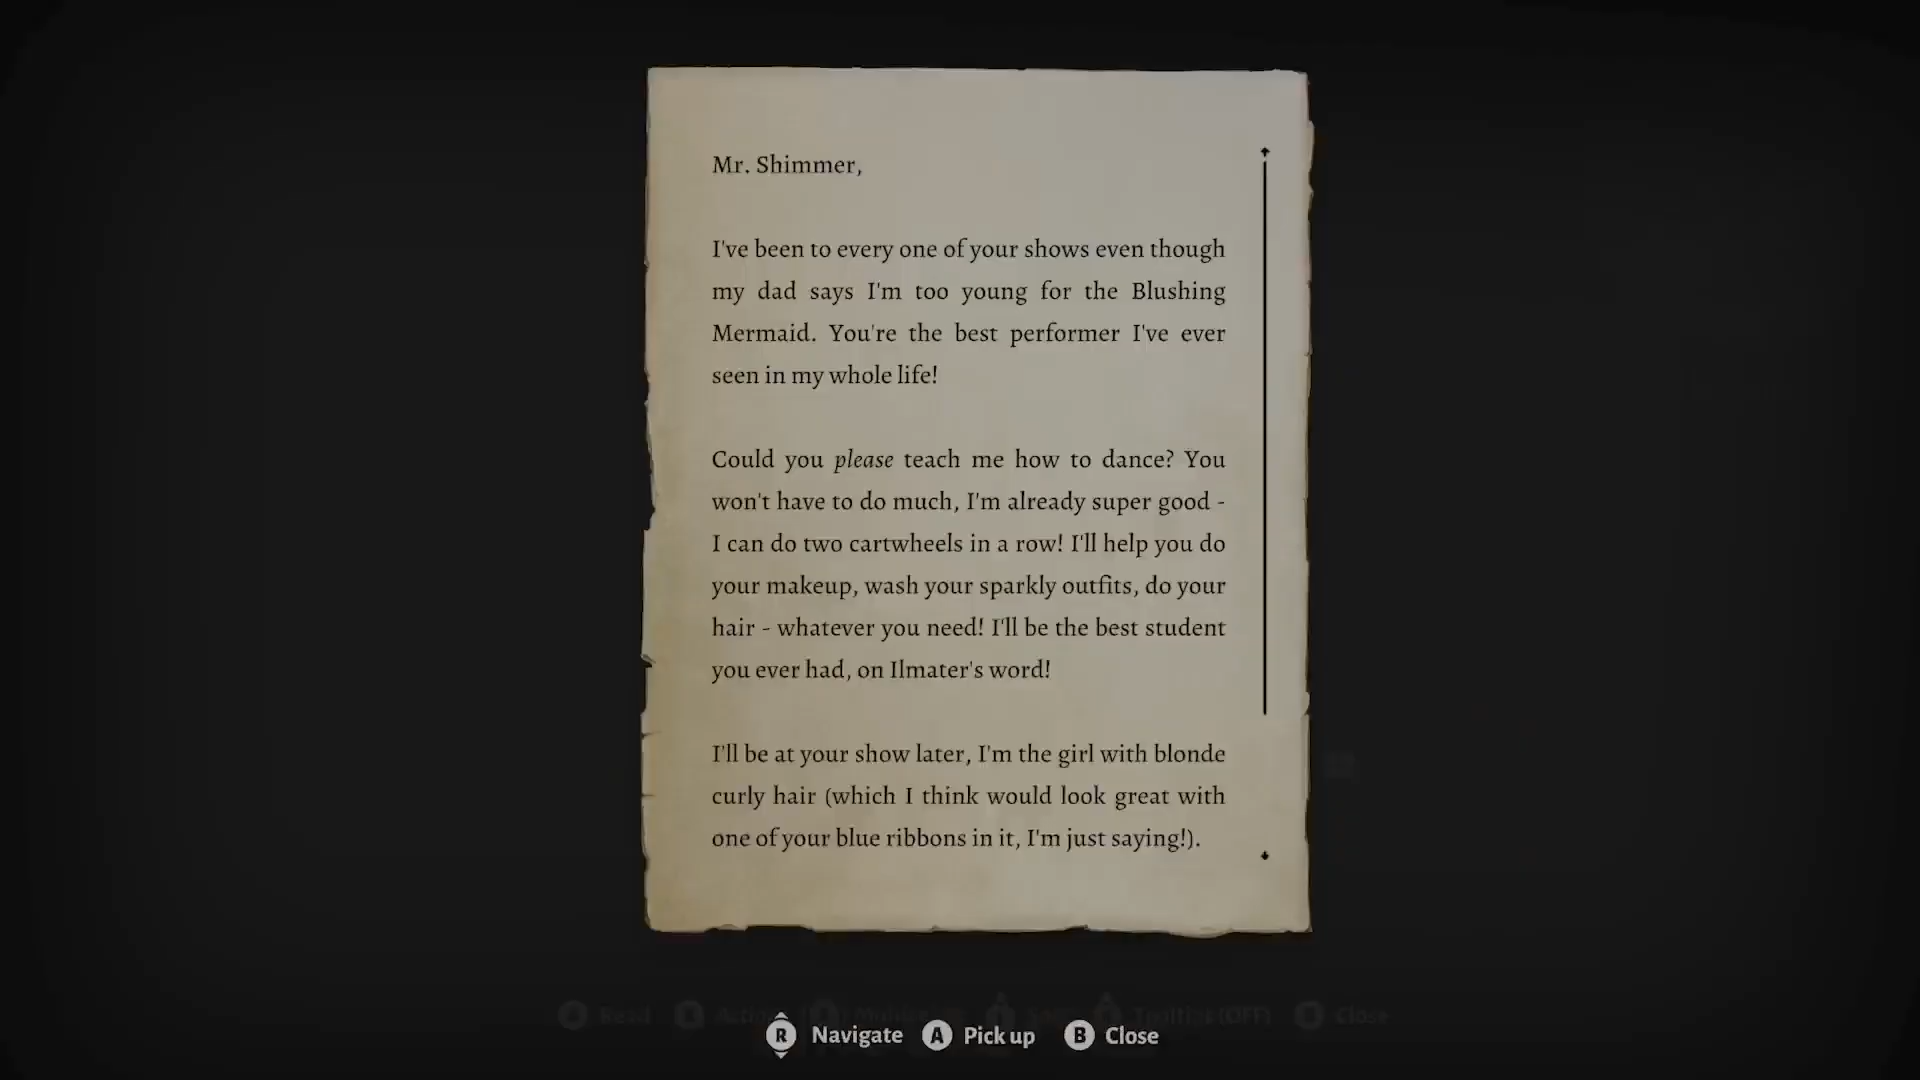 Mr. Shimmer,
I've been to every one of your shows even though
my dad says I'm too young for the Blushing
Mermaid. You're the best performer I've ever
seen in my whole life!
Could you please teach me how to dance? You
won't have to do much, I'm already super good -
I can do two cartwheels in a row! I'll help you do
your makeup, wash your sparkly outfits, do your
hair - whatever you need! I'll be the best student
you ever had, on Ilmater's word!
I'll be at your show later, I'm the girl with blonde
curly hair (which I think would look great with
one of your blue ribbons in it, I'm just saying!).
Read Tooltips (OFF) Close
R Navigate A Pick up B Close